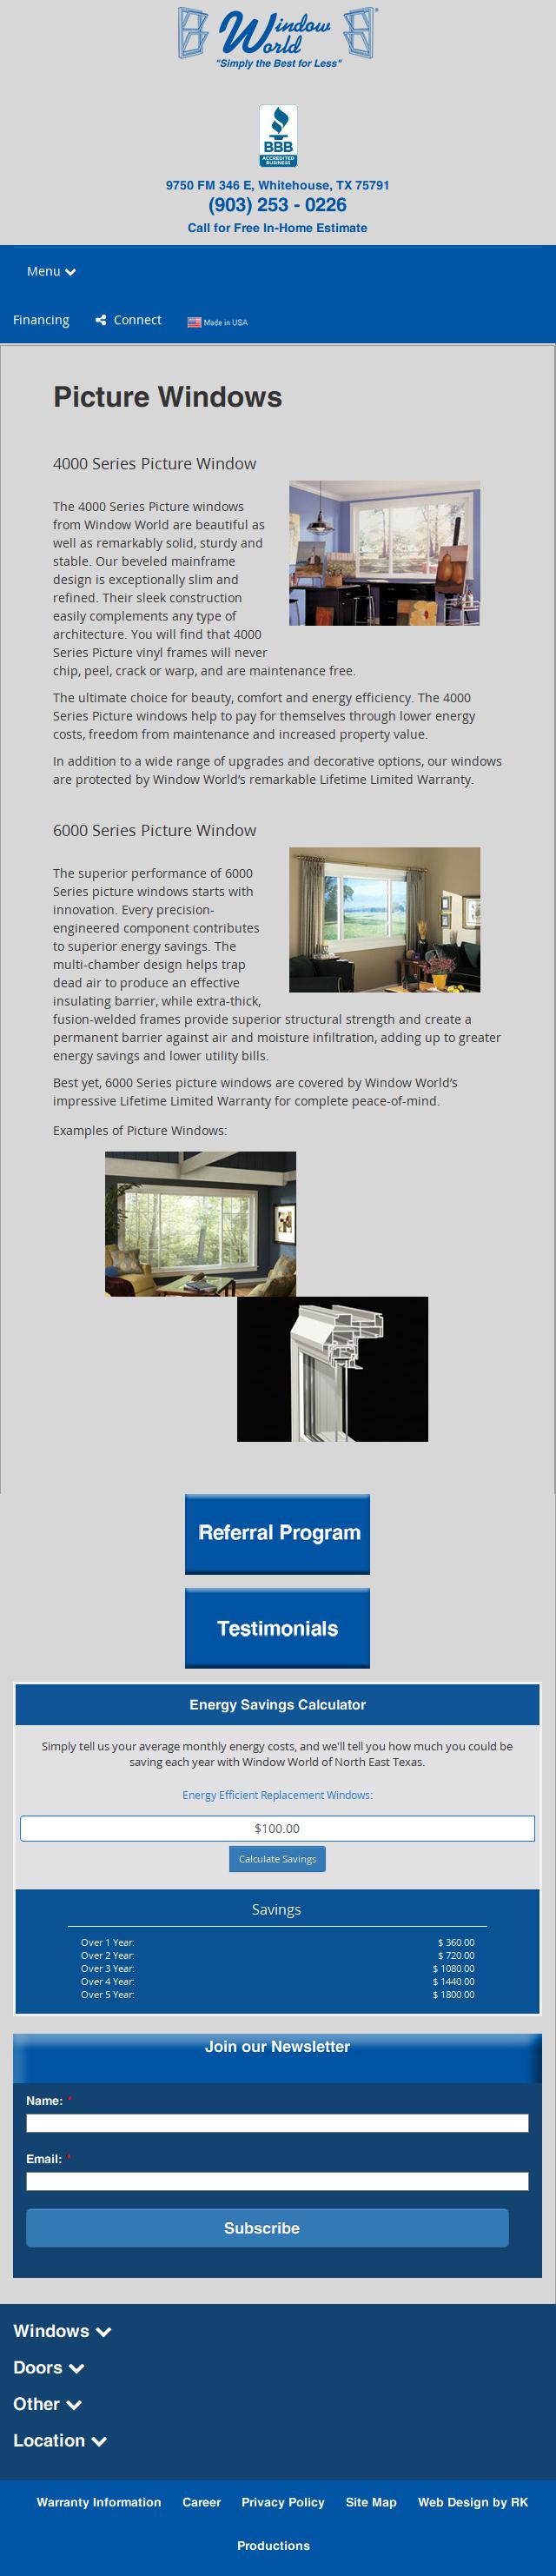 Window
World®
"Simply the Best for Less"
BBB
ACCREDITED
BUSINESS
9750 FM 346 E, Whitehouse, TX 75791
(903) 253 - 0226
Call for Free In-Home Estimate
Menu
Financing Connect Made in USA
Picture Windows
4000 Series Picture Window
The 4000 Series Picture windows
from Window World are beautiful as
well as remarkably solid, sturdy and
stable. Our beveled mainframe
design is exceptionally slim and
refined. Their sleek construction
easily complements any type of
architecture. You will find that 4000
Series Picture vinyl frames will never
chip, peel, crack or warp, and are maintenance free.
The ultimate choice for beauty, comfort and energy efficiency. The 4000
Series Picture windows help to pay for themselves through lower energy
costs, freedom from maintenance and increased property value.
In addition to a wide range of upgrades and decorative options, our windows
are protected by Window World's remarkable Lifetime Limited Warranty.
6000 Series Picture Window
The superior performance of 6000
Series picture windows starts with
innovation. Every precision-
engineered component contributes
to superior energy savings. The
multi-chamber design helps trap
dead air to produce an effective
insulating barrier, while extra-thick,
fusion-welded frames provide superior structural strength and create a
permanent barrier against air and moisture infiltration, adding up to greater
energy savings and lower utility bills.
Best yet, 6000 Series picture windows are covered by Window World's
impressive Lifetime Limited Warranty for complete peace-of-mind.
Examples of Picture Windows:
Referral Program
Testimonials
Energy Savings Calculator
Simply tell us your average monthly energy costs, and we'll tell you how much you could be
saving each year with Window World of North East Texas.
Energy Efficient Replacement Windows:
$100.00
Calculate Savings
Savings
Over 1 Year: $ 360.00
Over 2 Year: $ 720.00
Over 3 Year: $ 1080.00
Over 4 Year: $ 1440.00
Over 5 Year: $ 1800.00
Join our Newsletter
Name: *
Email: *
Subscribe
Windows
Doors
Other
Location
Warranty Information Career Privacy Policy Site Map Web Design by RK
Productions